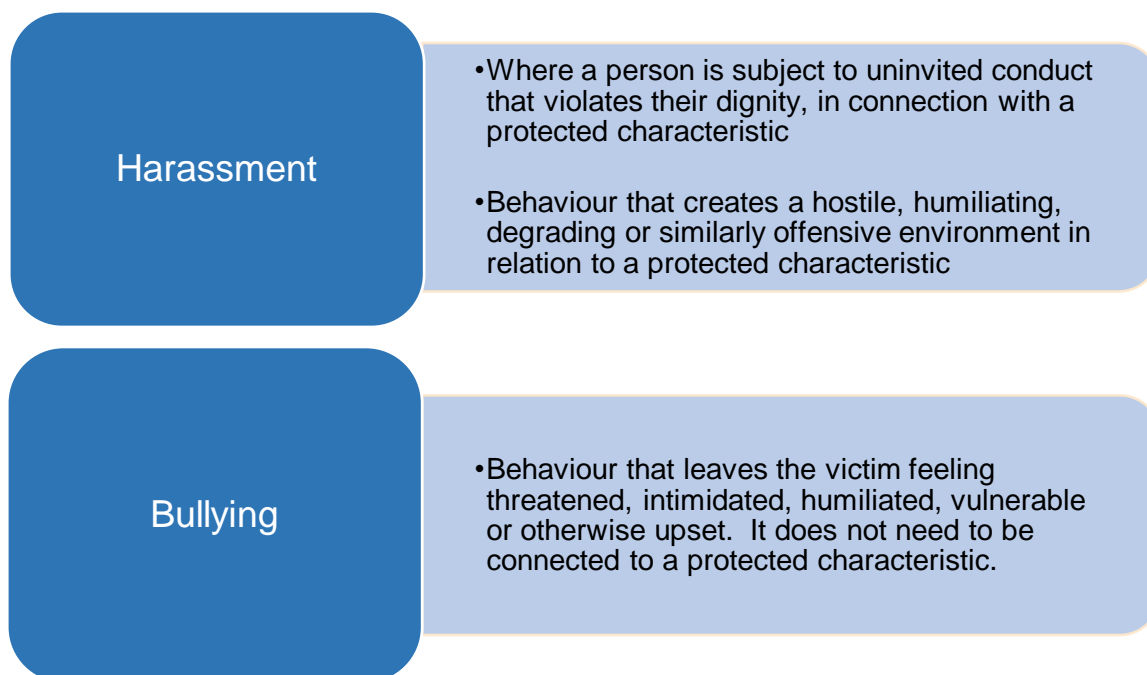 Harassment
•Where a person is subject to uninvited conduct
that violates their dignity, in connection with a
protected characteristic
•Behaviour that creates a hostile, humiliating,
degrading or similarly offensive environment in
relation to a protected characteristic
Bullying
•Behaviour that leaves the victim feeling
threatened, intimidated, humiliated, vulnerable
or otherwise upset.  It does not need to be
connected to a protected characteristic.